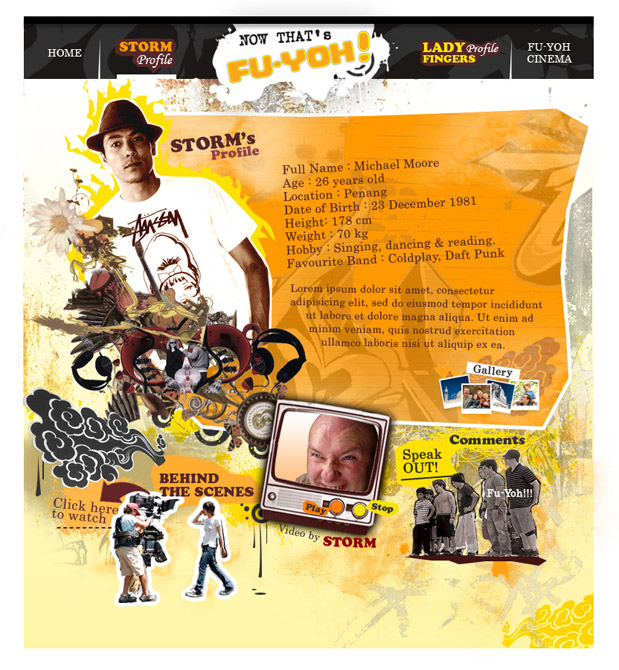 HOME
STORM
Profile
NOW THAT's
FU-YOH!
LADY Profile
FINGERS
FU-YOH
CINEMA
STORM's
Profile
Full Name : Michael Moore
Age : 26 years old
Location : Penang
Date of Birth : 23 December 1981
Height: 178 cm
Weight : 70 kg
Hobby : Singing, dancing & reading.
Favourite Band : Coldplay, Daft Punk
Lorem ipsum dolor sit amet, consectetur
adipisicing elit, sed do eiusmod tempor incididunt
ut labore et dolore magna aliqua. Ut enim ad
minim veniam, quis nostrud exercitation
ullamco laboris nisi ut aliquip ex ea.
Gallery
Comments
Speak
OUT!
Fu-Yoh!!!
BEHIND
THE SCENES
Click here
to watch
Play
Stop
Video by STORM